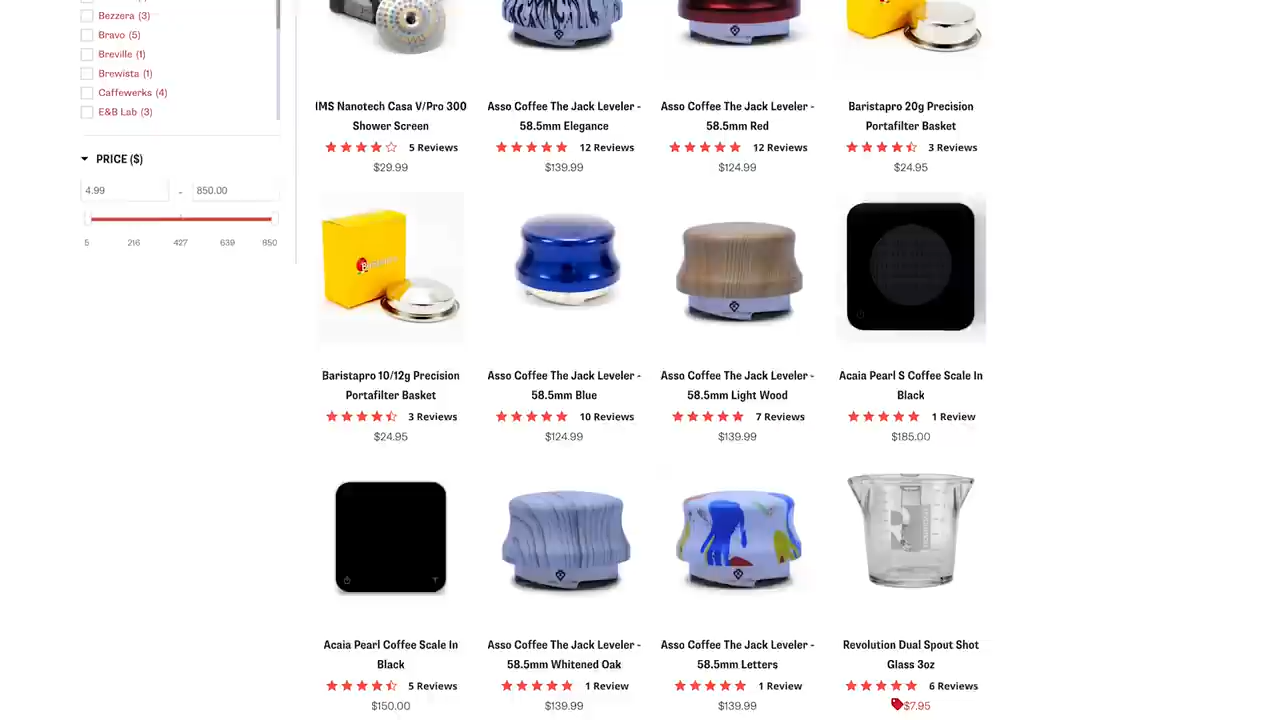 Bezzera (3)
Bravo (5)
Breville (1)
Brewista (1)
Caffewerks (4)
E&B Lab (3)
PRICE ($)
4.99 - 850.00
5 216 427 639 850
IMS Nanotech Casa V/Pro 300
Shower Screen
5 Reviews
$29.99
Asso Coffee The Jack Leveler -
58.5mm Elegance
12 Reviews
$139.99
Asso Coffee The Jack Leveler -
58.5mm Red
12 Reviews
$124.99
Baristapro 20g Precision
Portafilter Basket
3 Reviews
$24.95
Baristapro 10/12g Precision
Portafilter Basket
3 Reviews
$24.95
Asso Coffee The Jack Leveler -
58.5mm Blue
10 Reviews
$124.99
Asso Coffee The Jack Leveler -
58.5mm Light Wood
7 Reviews
$139.99
Acaia Pearl S Coffee Scale In
Black
1 Review
$185.00
Acaia Pearl Coffee Scale In
Black
5 Reviews
$150.00
Asso Coffee The Jack Leveler -
58.5mm Whitened Oak
1 Review
$139.99
Asso Coffee The Jack Leveler -
58.5mm Letters
1 Review
$139.99
Revolution Dual Spout Shot
Glass 3oz
6 Reviews
$7.95